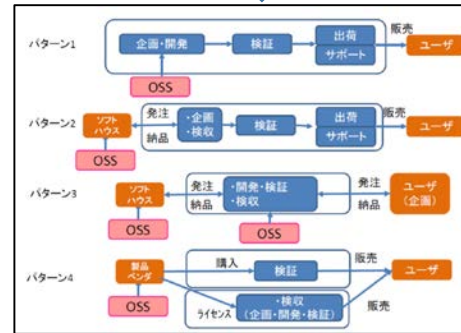 パターン1
企画・開発
検証
出荷
サポート
販売
ユーザ
OSS
パターン2
ソフト
ハウス
発注
納品
・企画
・検収
検証
出荷
サポート
販売
ユーザ
OSS
パターン3
ソフト
ハウス
発注
納品
・開発・検証
・検収
発注
納品
ユーザ
(企画)
OSS
OSS
パターン4
製品
ベンダ
購入
検証
販売
ユーザ
OSS
ライセンス
・検収
(企画・開発・検証)
販売